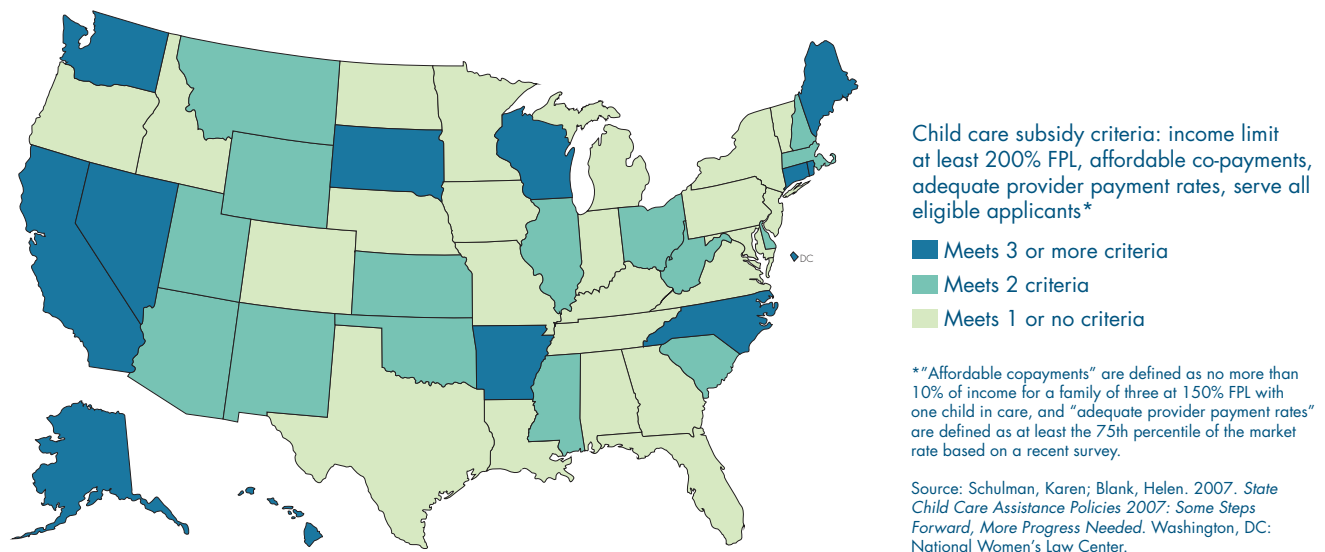 Child care subsidy criteria: income limit
at least 200% FPL, affordable co-payments,
adequate provider payment rates, serve all
eligible applicants*
Meets 3 or more criteria
DC
Meets 2 criteria
Meets 1 or no criteria
*"Affordable copayments" are defined as no more than
10% of income for a family of three at 150% FPL with
one child in care, and "adequate provider payment rates"
are defined as at least the 75th percentile of the market
rate based on a recent survey.
Source: Schulman, Karen; Blank, Helen. 2007. State
Child Care Assistance Policies 2007: Some Steps
Forward, More Progress Needed. Washington, DC:
National Women's Law Center.